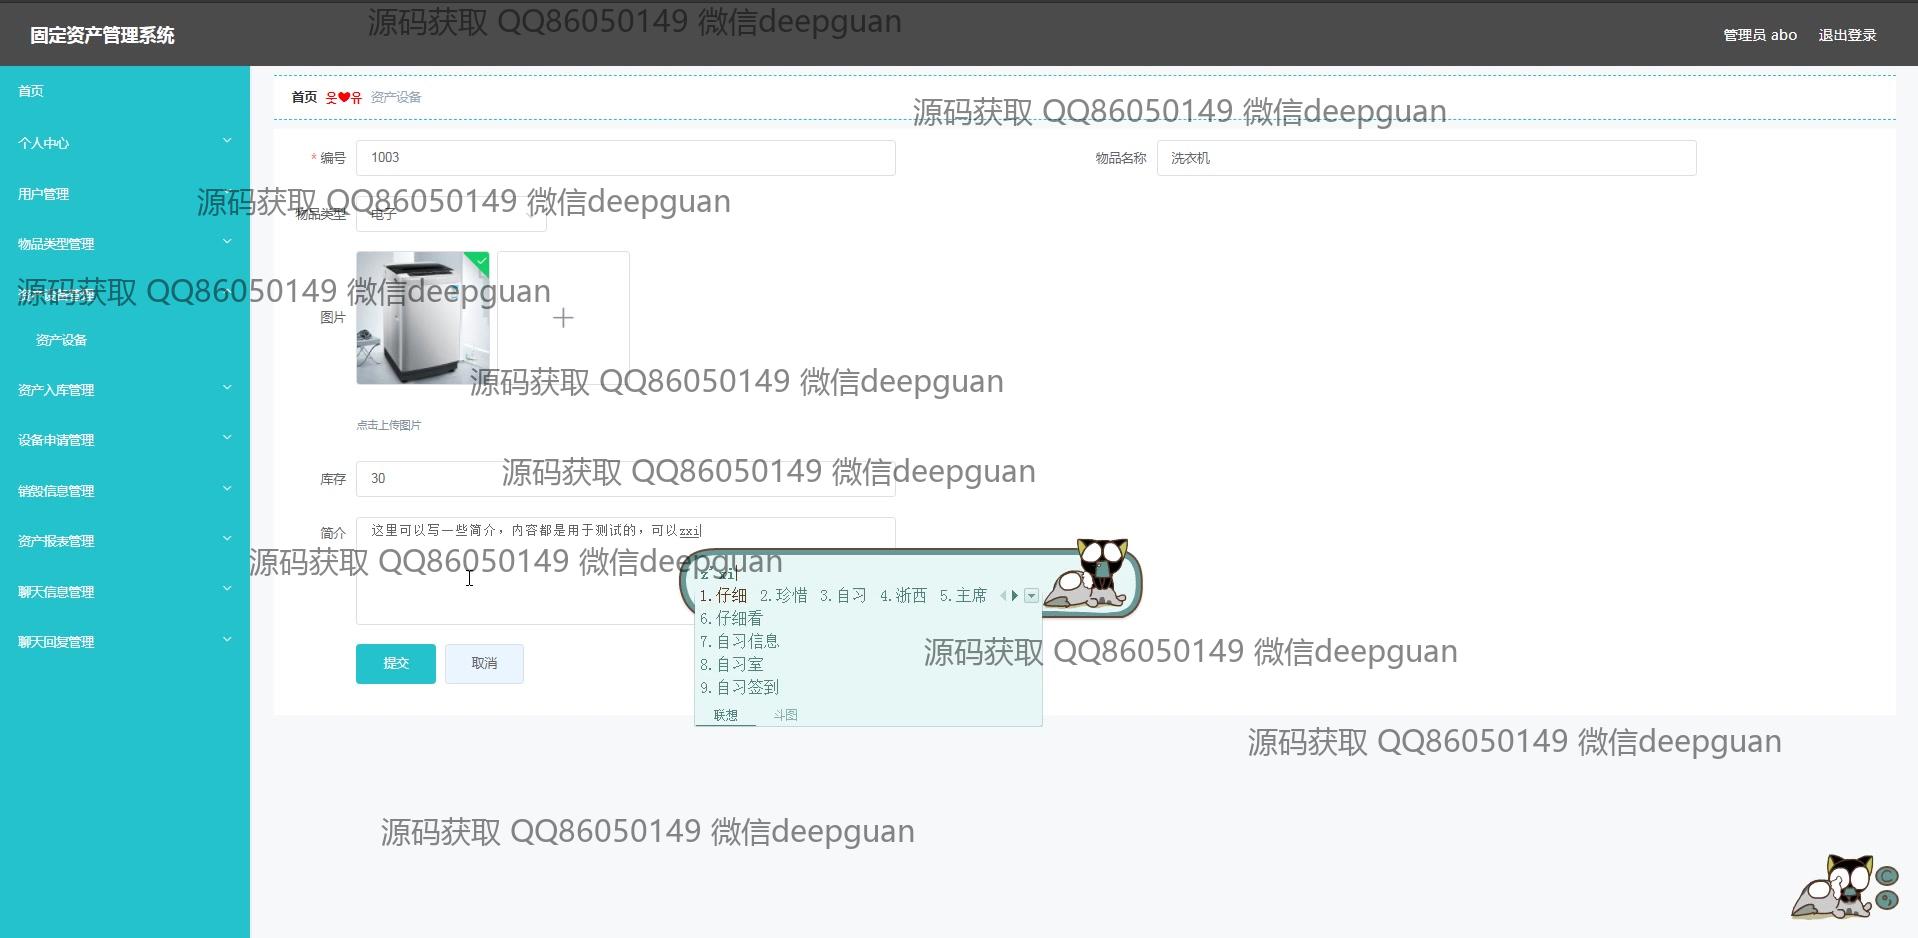 源码获取 QQ86050149 微信deepguan
固定资产管理系统
管理员 abo 退出登录
首页
首页 资产设备
源码获取 QQ86050149 微信deepguan
个人中心
* 编号 1003 物品名称 洗衣机
用户管理
源码获取 QQ86050149 微信deepguan
物品类型 电子
物品类型管理
资产设备管理
源码获取 QQ86050149 微信deepguan
图片
资产设备
源码获取 QQ86050149 微信deepguan
资产入库管理
点击上传图片
设备申请管理
库存 30
源码获取 QQ86050149 微信deepguan
销毁信息管理
简介 这里可以写一些简介，内容都是用于测试的，可以zxi
资产报表管理
源码获取 QQ86050149 微信deepguan
z'xi
聊天信息管理
1.仔细 2.珍惜 3.自习 4.浙西 5.主席
6.仔细看
7.自习信息
8.自习室
9.自习签到
联想 斗图
聊天回复管理
提交 取消
源码获取 QQ86050149 微信deepguan
源码获取 QQ86050149 微信deepguan
源码获取 QQ86050149 微信deepguan